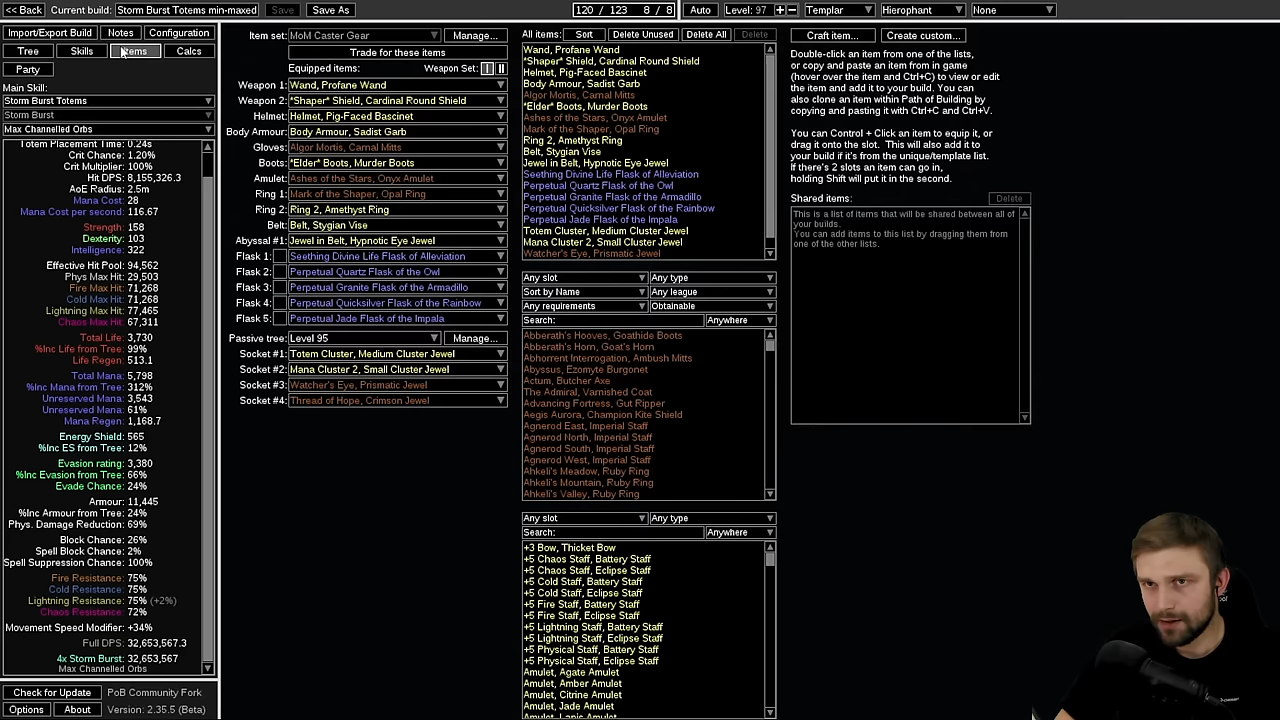 << Back Current build: Storm Burst Totems min-maxed Save Save As 120 / 123 8 / 8 Auto Level: 97 Templar Hierophant None
Import/Export Build Notes Configuration
Tree Skills Items Calcs
Party
Main Skill:
Storm Burst Totems
Storm Burst
Max Channelled Orbs
Totem Placement Time: 0.24s
Crit Chance: 1.20%
Crit Multiplier: 100%
Hit DPS: 8,155,326.3
AoE Radius: 2.5m
Mana Cost: 28
Mana Cost per second: 116.67
Strength: 158
Dexterity: 103
Intelligence: 322
Effective Hit Pool: 94,562
Phys Max Hit: 29,503
Fire Max Hit: 71,268
Cold Max Hit: 71,268
Lightning Max Hit: 77,465
Chaos Max Hit: 67,311
Total Life: 3,730
%Inc Life from Tree: 99%
Life Regen: 513.1
Total Mana: 5,798
%Inc Mana from Tree: 312%
Unreserved Mana: 3,543
Unreserved Mana: 61%
Mana Regen: 1,168.7
Energy Shield: 565
%Inc ES from Tree: 12%
Evasion rating: 3,380
%Inc Evasion from Tree: 66%
Evade Chance: 24%
Armour: 11,445
%Inc Armour from Tree: 24%
Phys. Damage Reduction: 69%
Block Chance: 26%
Spell Block Chance: 2%
Spell Suppression Chance: 100%
Fire Resistance: 75%
Cold Resistance: 75%
Lightning Resistance: 75% (+2%)
Chaos Resistance: 72%
Movement Speed Modifier: +34%
Full DPS: 32,653,567.3
4x Storm Burst: 32,653,567
Max Channelled Orbs
Check for Update PoB Community Fork
Options About Version: 2.35.5 (Beta)
Item set: MoM Caster Gear Manage...
Trade for these items
Equipped items: Weapon Set: I II
Weapon 1: Wand, Profane Wand
Weapon 2: *Shaper* Shield, Cardinal Round Shield
Helmet: Helmet, Pig-Faced Bascinet
Body Armour: Body Armour, Sadist Garb
Gloves: Algor Mortis, Carnal Mitts
Boots: *Elder* Boots, Murder Boots
Amulet: Ashes of the Stars, Onyx Amulet
Ring 1: Mark of the Shaper, Opal Ring
Ring 2: Ring 2, Amethyst Ring
Belt: Belt, Stygian Vise
Abyssal #1: Jewel in Belt, Hypnotic Eye Jewel
Flask 1: Seething Divine Life Flask of Alleviation
Flask 2: Perpetual Quartz Flask of the Owl
Flask 3: Perpetual Granite Flask of the Armadillo
Flask 4: Perpetual Quicksilver Flask of the Rainbow
Flask 5: Perpetual Jade Flask of the Impala
Passive tree: Level 95 Manage...
Socket #1: Totem Cluster, Medium Cluster Jewel
Socket #2: Mana Cluster 2, Small Cluster Jewel
Socket #3: Watcher's Eye, Prismatic Jewel
Socket #4: Thread of Hope, Crimson Jewel
All items: Sort Delete Unused Delete All Delete
Wand, Profane Wand
*Shaper* Shield, Cardinal Round Shield
Helmet, Pig-Faced Bascinet
Body Armour, Sadist Garb
Algor Mortis, Carnal Mitts
*Elder* Boots, Murder Boots
Ashes of the Stars, Onyx Amulet
Mark of the Shaper, Opal Ring
Ring 2, Amethyst Ring
Belt, Stygian Vise
Jewel in Belt, Hypnotic Eye Jewel
Seething Divine Life Flask of Alleviation
Perpetual Quartz Flask of the Owl
Perpetual Granite Flask of the Armadillo
Perpetual Quicksilver Flask of the Rainbow
Perpetual Jade Flask of the Impala
Totem Cluster, Medium Cluster Jewel
Mana Cluster 2, Small Cluster Jewel
Watcher's Eye, Prismatic Jewel
Any slot Any type
Sort by Name Any league
Any requirements Obtainable
Search: Anywhere
Abberath's Hooves, Goathide Boots
Abberath's Horn, Goat's Horn
Abhorrent Interrogation, Ambush Mitts
Abyssus, Ezomyte Burgonet
Actum, Butcher Axe
The Admiral, Varnished Coat
Advancing Fortress, Gut Ripper
Aegis Aurora, Champion Kite Shield
Agnerod East, Imperial Staff
Agnerod North, Imperial Staff
Agnerod South, Imperial Staff
Agnerod West, Imperial Staff
Ahkeli's Meadow, Ruby Ring
Ahkeli's Mountain, Ruby Ring
Ahkeli's Valley, Ruby Ring
Any slot Any type
Search: Anywhere
+3 Bow, Thicket Bow
+5 Chaos Staff, Battery Staff
+5 Chaos Staff, Eclipse Staff
+5 Cold Staff, Battery Staff
+5 Cold Staff, Eclipse Staff
+5 Fire Staff, Battery Staff
+5 Fire Staff, Eclipse Staff
+5 Lightning Staff, Battery Staff
+5 Lightning Staff, Eclipse Staff
+5 Physical Staff, Battery Staff
+5 Physical Staff, Eclipse Staff
Amulet, Agate Amulet
Amulet, Amber Amulet
Amulet, Citrine Amulet
Amulet, Jade Amulet
Amulet, Lapis Amulet
Craft item... Create custom...
Double-click an item from one of the lists,
or copy and paste an item from in game
(hover over the item and Ctrl+C) to view or edit
the item and add it to your build. You can
also clone an item within Path of Building by
copying and pasting it with Ctrl+C and Ctrl+V.
You can Control + Click an item to equip it, or
drag it onto the slot. This will also add it to
your build if it's from the unique/template list.
If there's 2 slots an item can go in,
holding Shift will put it in the second.
Shared items: Delete
This is a list of items that will be shared between all of
your builds.
You can add items to this list by dragging them from
one of the other lists.